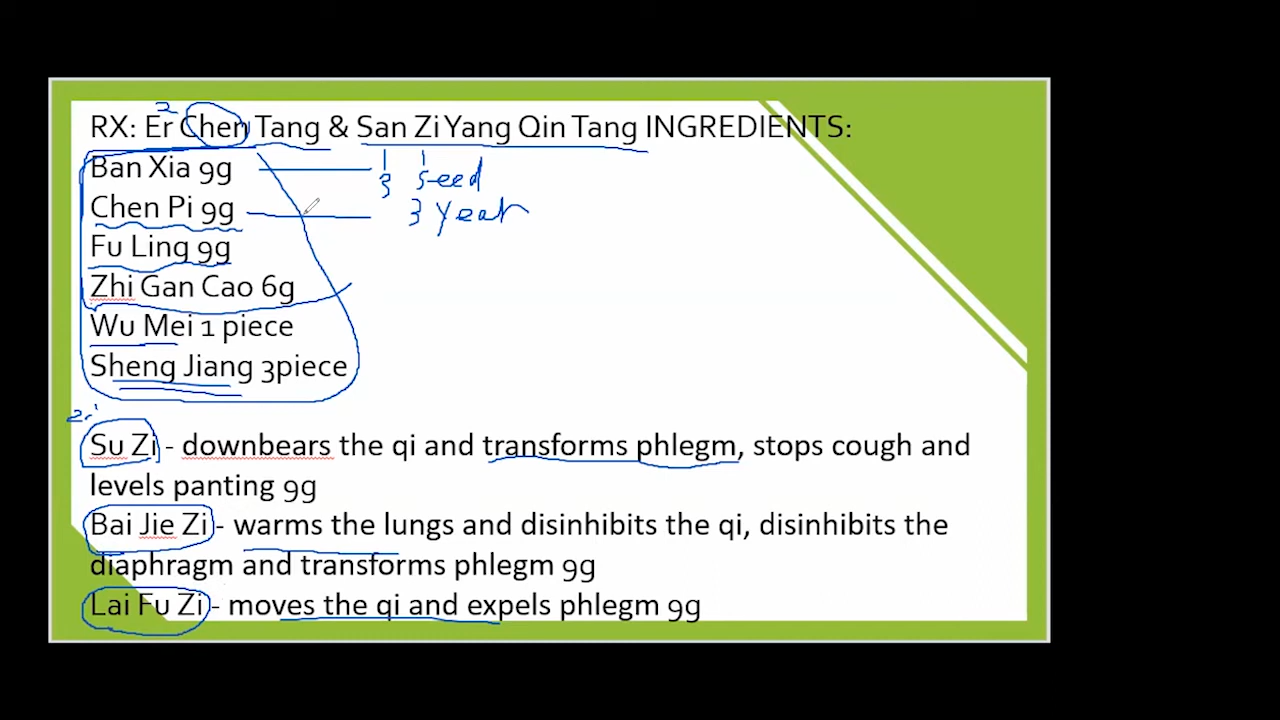 2
RX: Er Chen Tang & San Zi Yang Qin Tang INGREDIENTS:
Ban Xia 9g
3 seed
Chen Pi 9g
3 Year
Fu Ling 9g
Zhi Gan Cao 6g
Wu Mei 1 piece
Sheng Jiang 3piece
Su Zi - downbears the qi and transforms phlegm, stops cough and
levels panting 9g
Bai Jie Zi - warms the lungs and disinhibits the qi, disinhibits the
diaphragm and transforms phlegm 9g
Lai Fu Zi - moves the qi and expels phlegm 9g